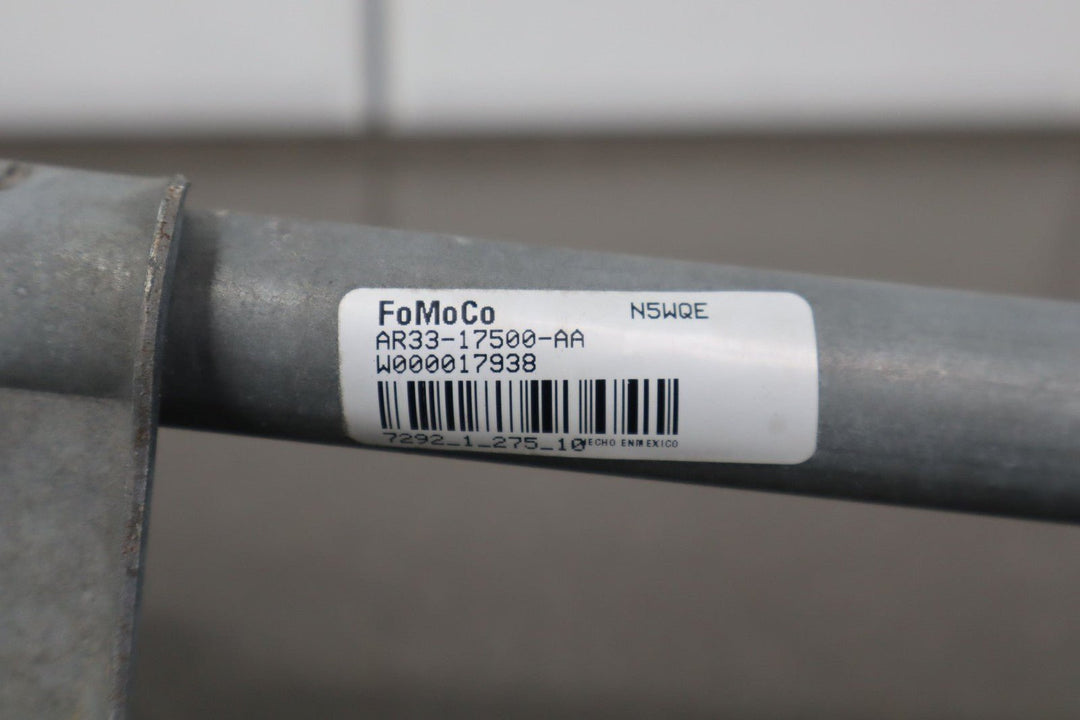 FoMoCo N5WQE
AR33-17500-AA
W000017938
7292_1_275_10 HECHO EN MEXICO